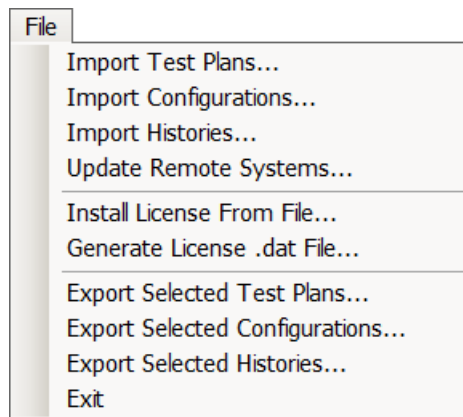 File
Import Test Plans...
Import Configurations...
Import Histories...
Update Remote Systems...
Install License From File...
Generate License .dat File...
Export Selected Test Plans...
Export Selected Configurations...
Export Selected Histories...
Exit